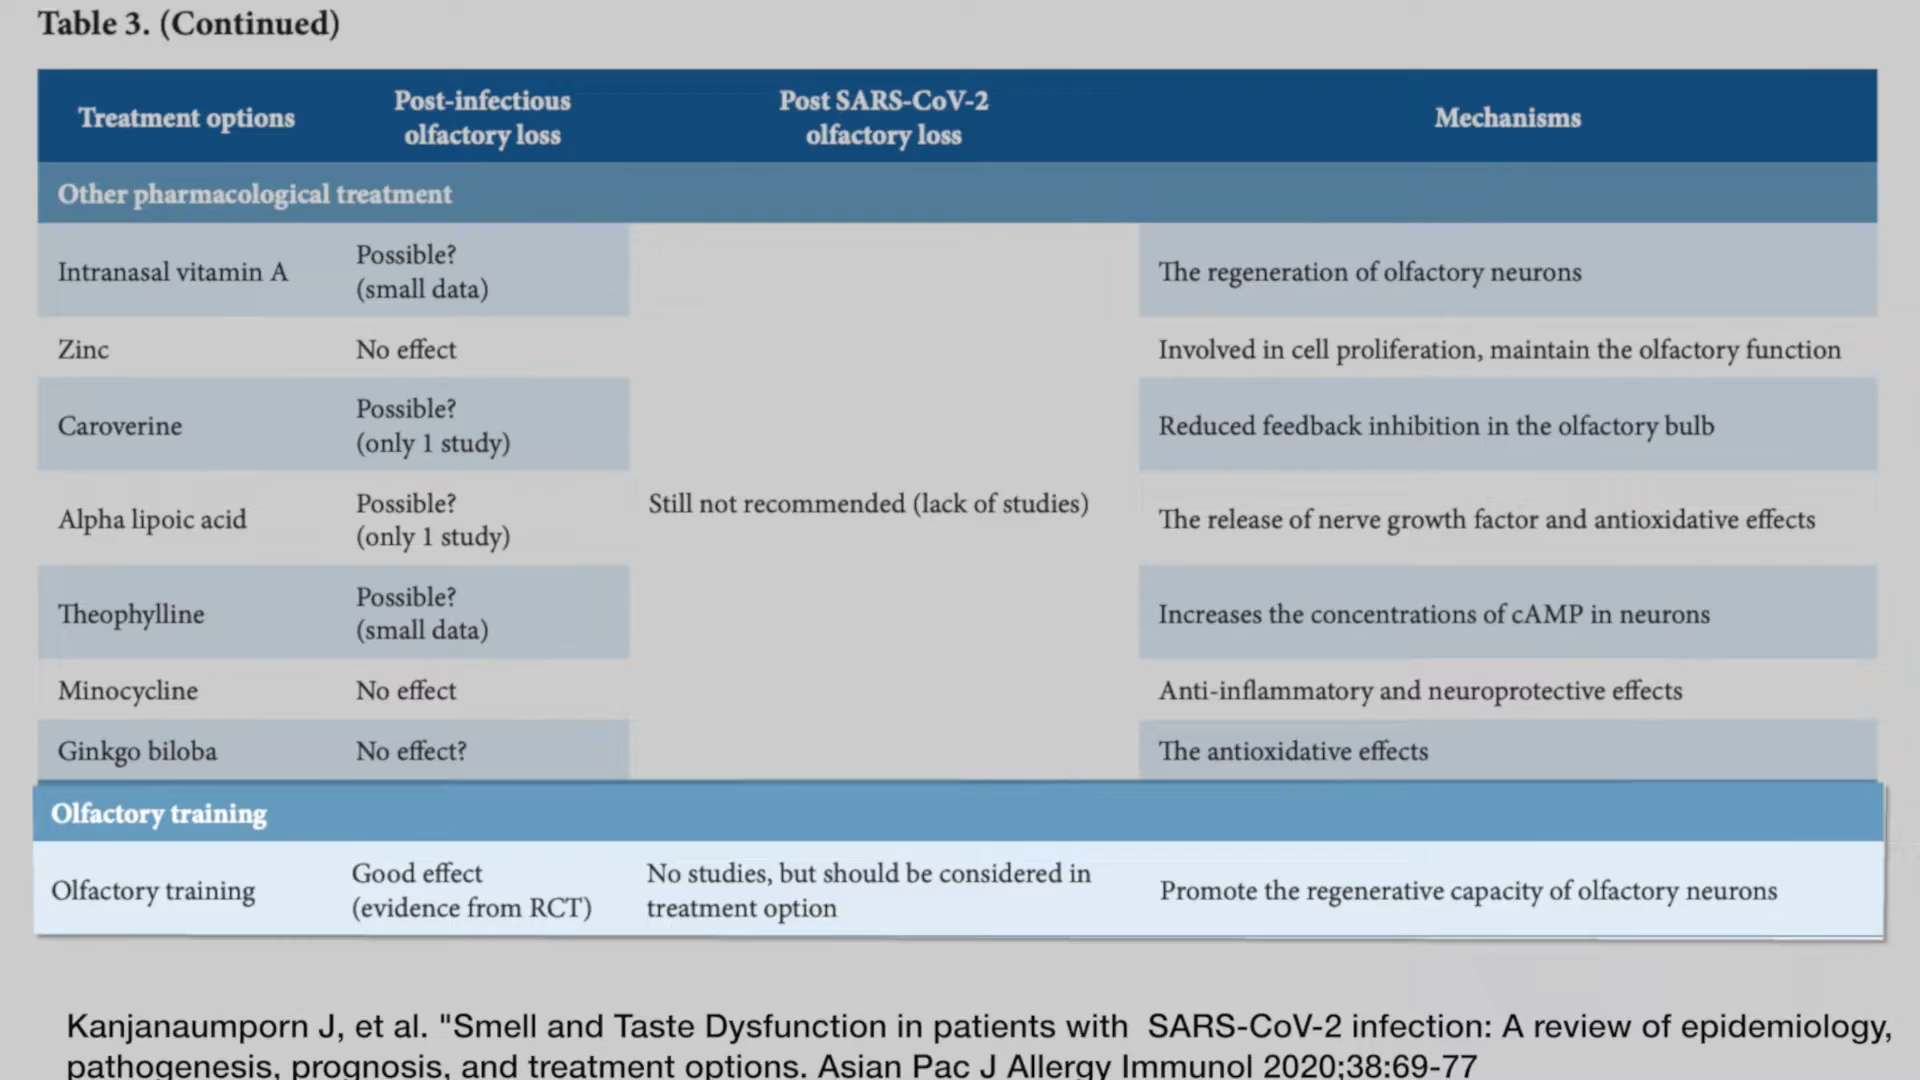 Table 3. (Continued)
Treatment options
Post-infectious
olfactory loss
Post SARS-CoV-2
olfactory loss
Mechanisms
Other pharmacological treatment
Intranasal vitamin A
Possible?
(small data)
The regeneration of olfactory neurons
Zinc
No effect
Involved in cell proliferation, maintain the olfactory function
Caroverine
Possible?
(only 1 study)
Reduced feedback inhibition in the olfactory bulb
Still not recommended (lack of studies)
Alpha lipoic acid
Possible?
(only 1 study)
The release of nerve growth factor and antioxidative effects
Theophylline
Possible?
(small data)
Increases the concentrations of cAMP in neurons
Minocycline
No effect
Anti-inflammatory and neuroprotective effects
Ginkgo biloba
No effect?
The antioxidative effects
Olfactory training
Olfactory training
Good effect
(evidence from RCT)
No studies, but should be considered in
treatment option
Promote the regenerative capacity of olfactory neurons
Kanjanaumporn J, et al. "Smell and Taste Dysfunction in patients with  SARS-CoV-2 infection: A review of epidemiology,
pathogenesis, prognosis, and treatment options. Asian Pac J Allergy Immunol 2020;38:69-77